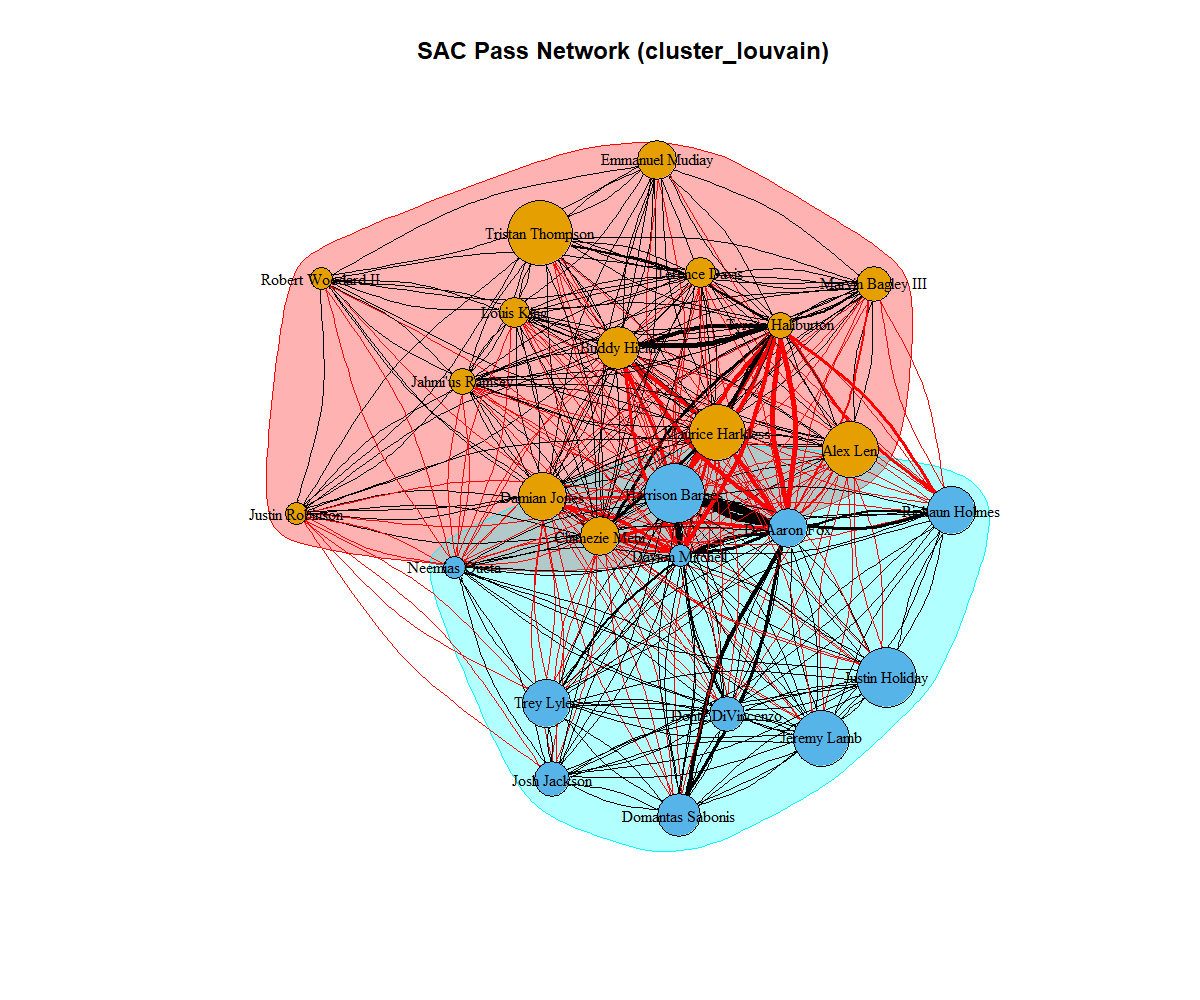 SAC Pass Network (cluster_louvain)
Emmanuel Mudiay
Tristan Thompson
Terence Davis
Robert Woodard II
Marvin Bagley III
Louis King
Tyrese Haliburton
Buddy Hield
Jahmi'us Ramsey
Maurice Harkless
Alex Len
Damian Jones
Harrison Barnes
Richaun Holmes
Justin Robinson
De'Aaron Fox
Chimezie Metu
Davion Mitchell
Neemias Queta
Justin Holiday
Trey Lyles
Donte DiVincenzo
Jeremy Lamb
Josh Jackson
Domantas Sabonis